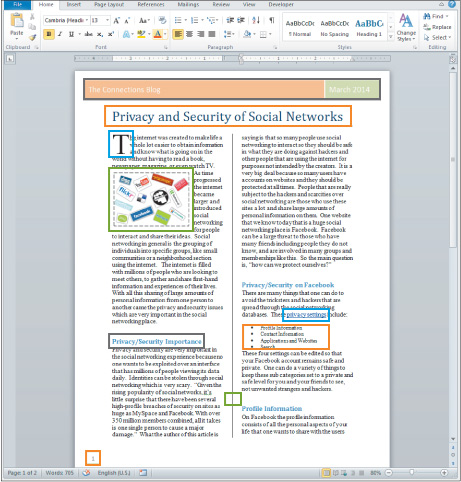 File Home Insert Page Layout References Mailings Review View Developer
Cambria (Headi 13
Paste
AaBbCcDc AaBbCcDc AaBbC
¶ Normal No Spacing Heading 1
Change Styles
Find
Replace
Select
Clipboard Font Paragraph Styles Editing
The Connections Blog March 2014
Privacy and Security of Social Networks
The internet was created to make life a
whole lot easier to obtain information
and know what is going on in the
world without having to read a book,
newspaper, magazine, or even watch TV.
As time
progressed
the internet
became
larger and
introduced
social
networking
for people
to interact and share their ideas. Social
networking in general is the grouping of
individuals into specific groups, like small
communities or a neighborhood section
using the internet. The internet is filled
with millions of people who are looking to
meet others, to gather and share first-hand
information and experiences of their lives.
With all this sharing of large amounts of
personal information from one person to
another cause the privacy and security issues
which are very important in the social
networking place.
Privacy/Security Importance
Privacy and security are very important in
the social networking experience because no
one wants to be exploited over an interface
that has millions of people viewing its data
daily. Identities can be stolen through social
networking which is very scary. "Given the
rising popularity of social networks, it's
little surprise that there have been several
high-profile breaches of security on sites as
huge as MySpace and Facebook. With over
350 million members combined, all it takes
is one single person to cause a major
damage." What the author of this article is
1
saying is that so many people use social
networking to interact so they should be safe
in what they are doing against hackers and
other people that are using the internet for
purposes not intended by the creators. It is a
very big deal because so many users have
accounts on websites and they should be
protected at all times. People that are really
subject to the hackers and scarcities over
social networking are those who use these
sites a lot and share large amounts of
personal information on them. One website
that we know today that is a huge social
networking place is Facebook. Facebook
can be a large threat to those who have
many friends including people they do not
know, and are involved in many groups and
memberships like this. So the main question
is, "how can we protect ourselves?"
Privacy/Security on Facebook
There are many things that one can do to
avoid the tricksters and hackers that are
spread through the social networking
databases. These privacy settings include:
• Profile Information
• Contact Information
• Applications and Websites
• Search
These four settings can be edited so that
your Facebook account remains safe and
private. One can do a variety of things to
keep these sub categories set to a private and
safe level for you and your friends to see,
not unwanted strangers and hackers.
Profile Information
On Facebook the profile information
consists of all the personal aspects of your
life that one wants to share with the users
Page: 1 of 2 Words: 705 English (U.S.) 80%